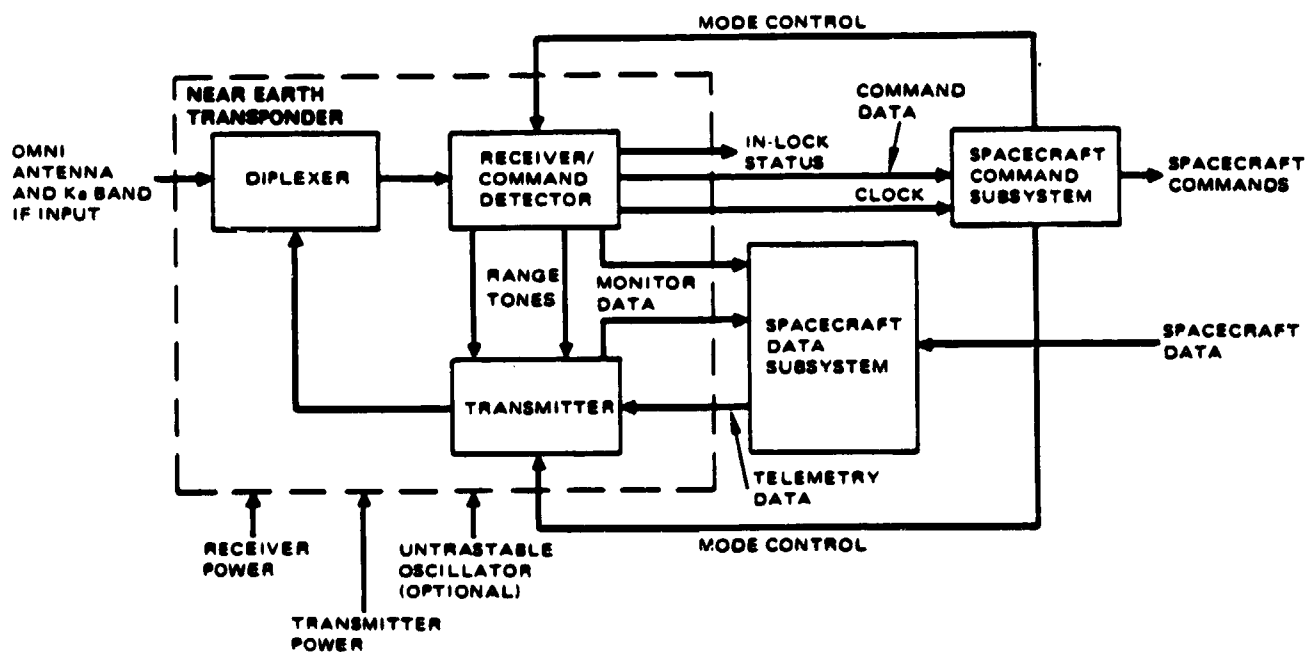 MODE CONTROL
NEAR EARTH
TRANSPONDER
COMMAND
DATA
OMNI
ANTENNA
AND Ka BAND
IF INPUT
DIPLEXER
RECEIVER/
COMMAND
DETECTOR
IN-LOCK
STATUS
CLOCK
SPACECRAFT
COMMAND
SUBSYSTEM
SPACECRAFT
COMMANDS
RANGE
TONES
MONITOR
DATA
SPACECRAFT
DATA
SUBSYSTEM
SPACECRAFT
DATA
TRANSMITTER
TELEMETRY
DATA
RECEIVER
POWER
UNTRASTABLE
OSCILLATOR
(OPTIONAL)
MODE CONTROL
TRANSMITTER
POWER